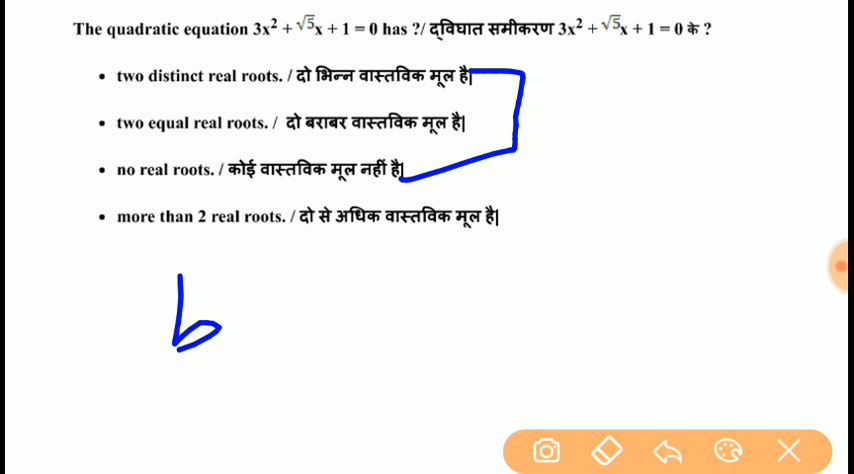 The quadratic equation 3x² + √5x + 1 = 0 has ?/ द्विघात समीकरण 3x² + √5x + 1 = 0 के ?
• two distinct real roots. / दो भिन्न वास्तविक मूल है|
• two equal real roots. / दो बराबर वास्तविक मूल है|
• no real roots. / कोई वास्तविक मूल नहीं है|
• more than 2 real roots. / दो से अधिक वास्तविक मूल है|
b